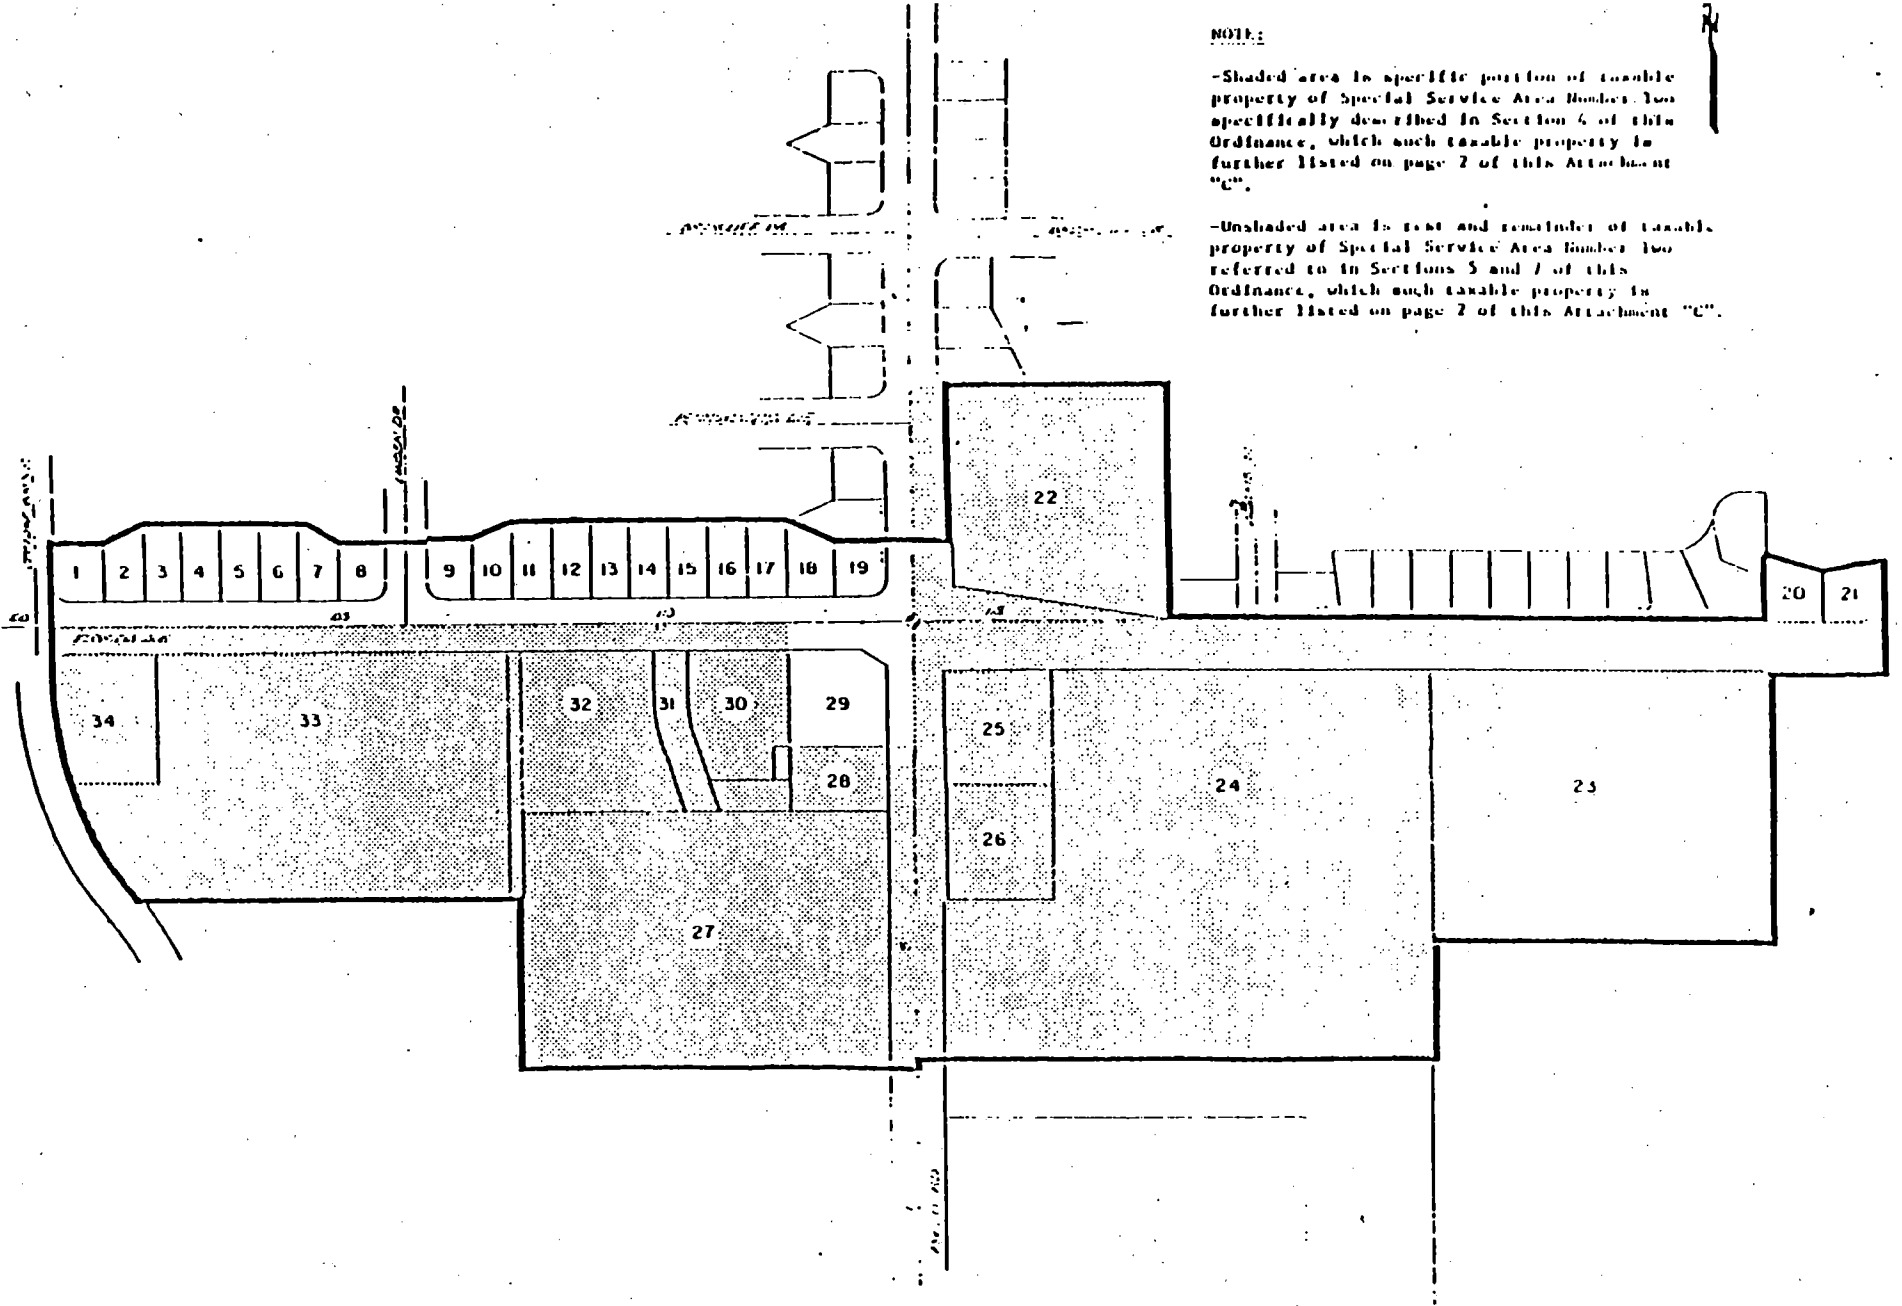 NOTE:
-Shaded area is specific portion of taxable
property of Special Service Area Number Two
specifically described in Section 4 of this
Ordinance, which such taxable property is
further listed on page 2 of this Attachment
"C".
-Unshaded area is rest and remainder of taxable
property of Special Service Area Number Two
referred to in Sections 5 and 7 of this
Ordinance, which such taxable property is
further listed on page 2 of this Attachment "C".
22
1 2 3 4 5 6 7 8 9 10 11 12 13 14 15 16 17 18 19
20 21
34 33 32 31 30 29
28
25
24
23
26
27